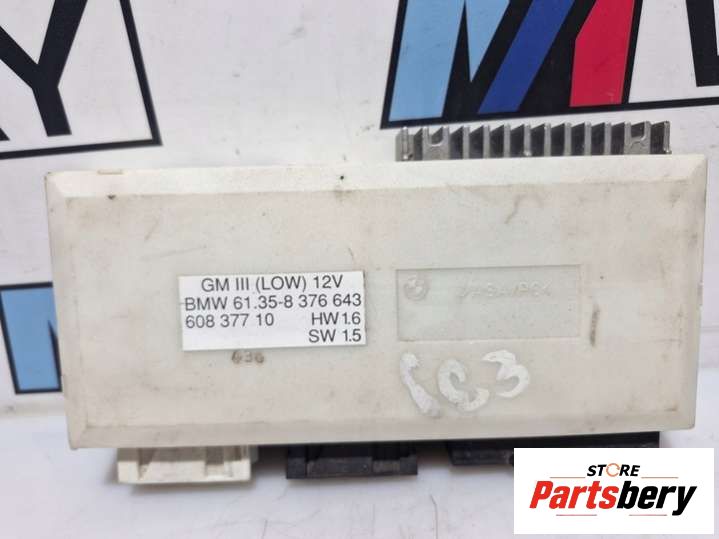 GM III (LOW) 12V
BMW 61.35-8 376 643
608 377 10 HW 1.6
SW 1.5
636
103
STORE
Partsbery